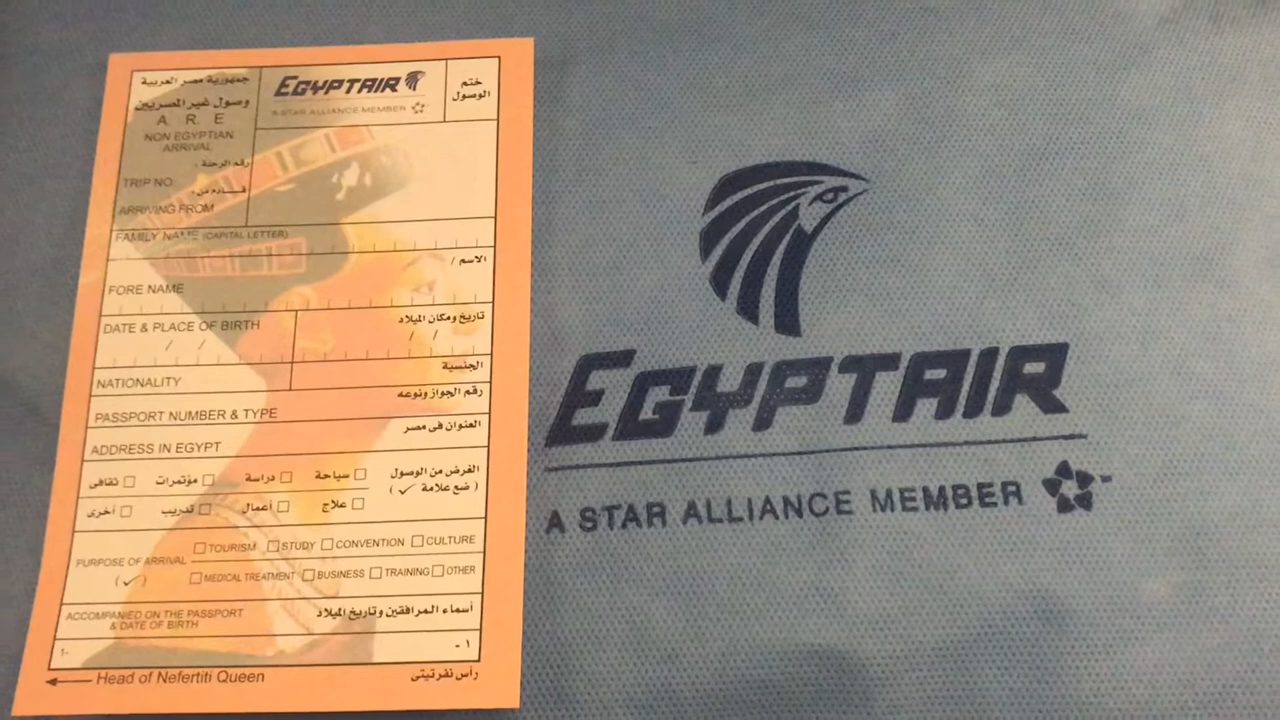 جمهورية مصر العربية
وصول غير المصريين
A. R. E
NON EGYPTIAN
ARRIVAL
رقم الرحلة :
TRIP NO.
قادم من :
ARRIVING FROM
EGYPTAIR
A STAR ALLIANCE MEMBER
ختم
الوصول
FAMILY NAME (CAPITAL LETTER)
الاسم /
FORE NAME
DATE & PLACE OF BIRTH
تاريخ ومكان الميلاد
/ /
/ /
NATIONALITY
الجنسية
رقم الجواز ونوعه
PASSPORT NUMBER & TYPE
العنوان فى مصر
ADDRESS IN EGYPT
الغرض من الوصول
(ضع علامة ✓)
سياحة □ دراسة □ مؤتمرات □ ثقافى □
علاج □ أعمال □ تدريب □ أخرى □
PURPOSE OF ARRIVAL
(✓)
□ TOURISM □ STUDY □ CONVENTION □ CULTURE
□ MEDICAL TREATMENT □ BUSINESS □ TRAINING □ OTHER
ACCOMPANIED ON THE PASSPORT
& DATE OF BIRTH
أسماء المرافقين وتاريخ الميلاد
١ -
Head of Nefertiti Queen
رأس نفرتيتى
EGYPTAIR
A STAR ALLIANCE MEMBER